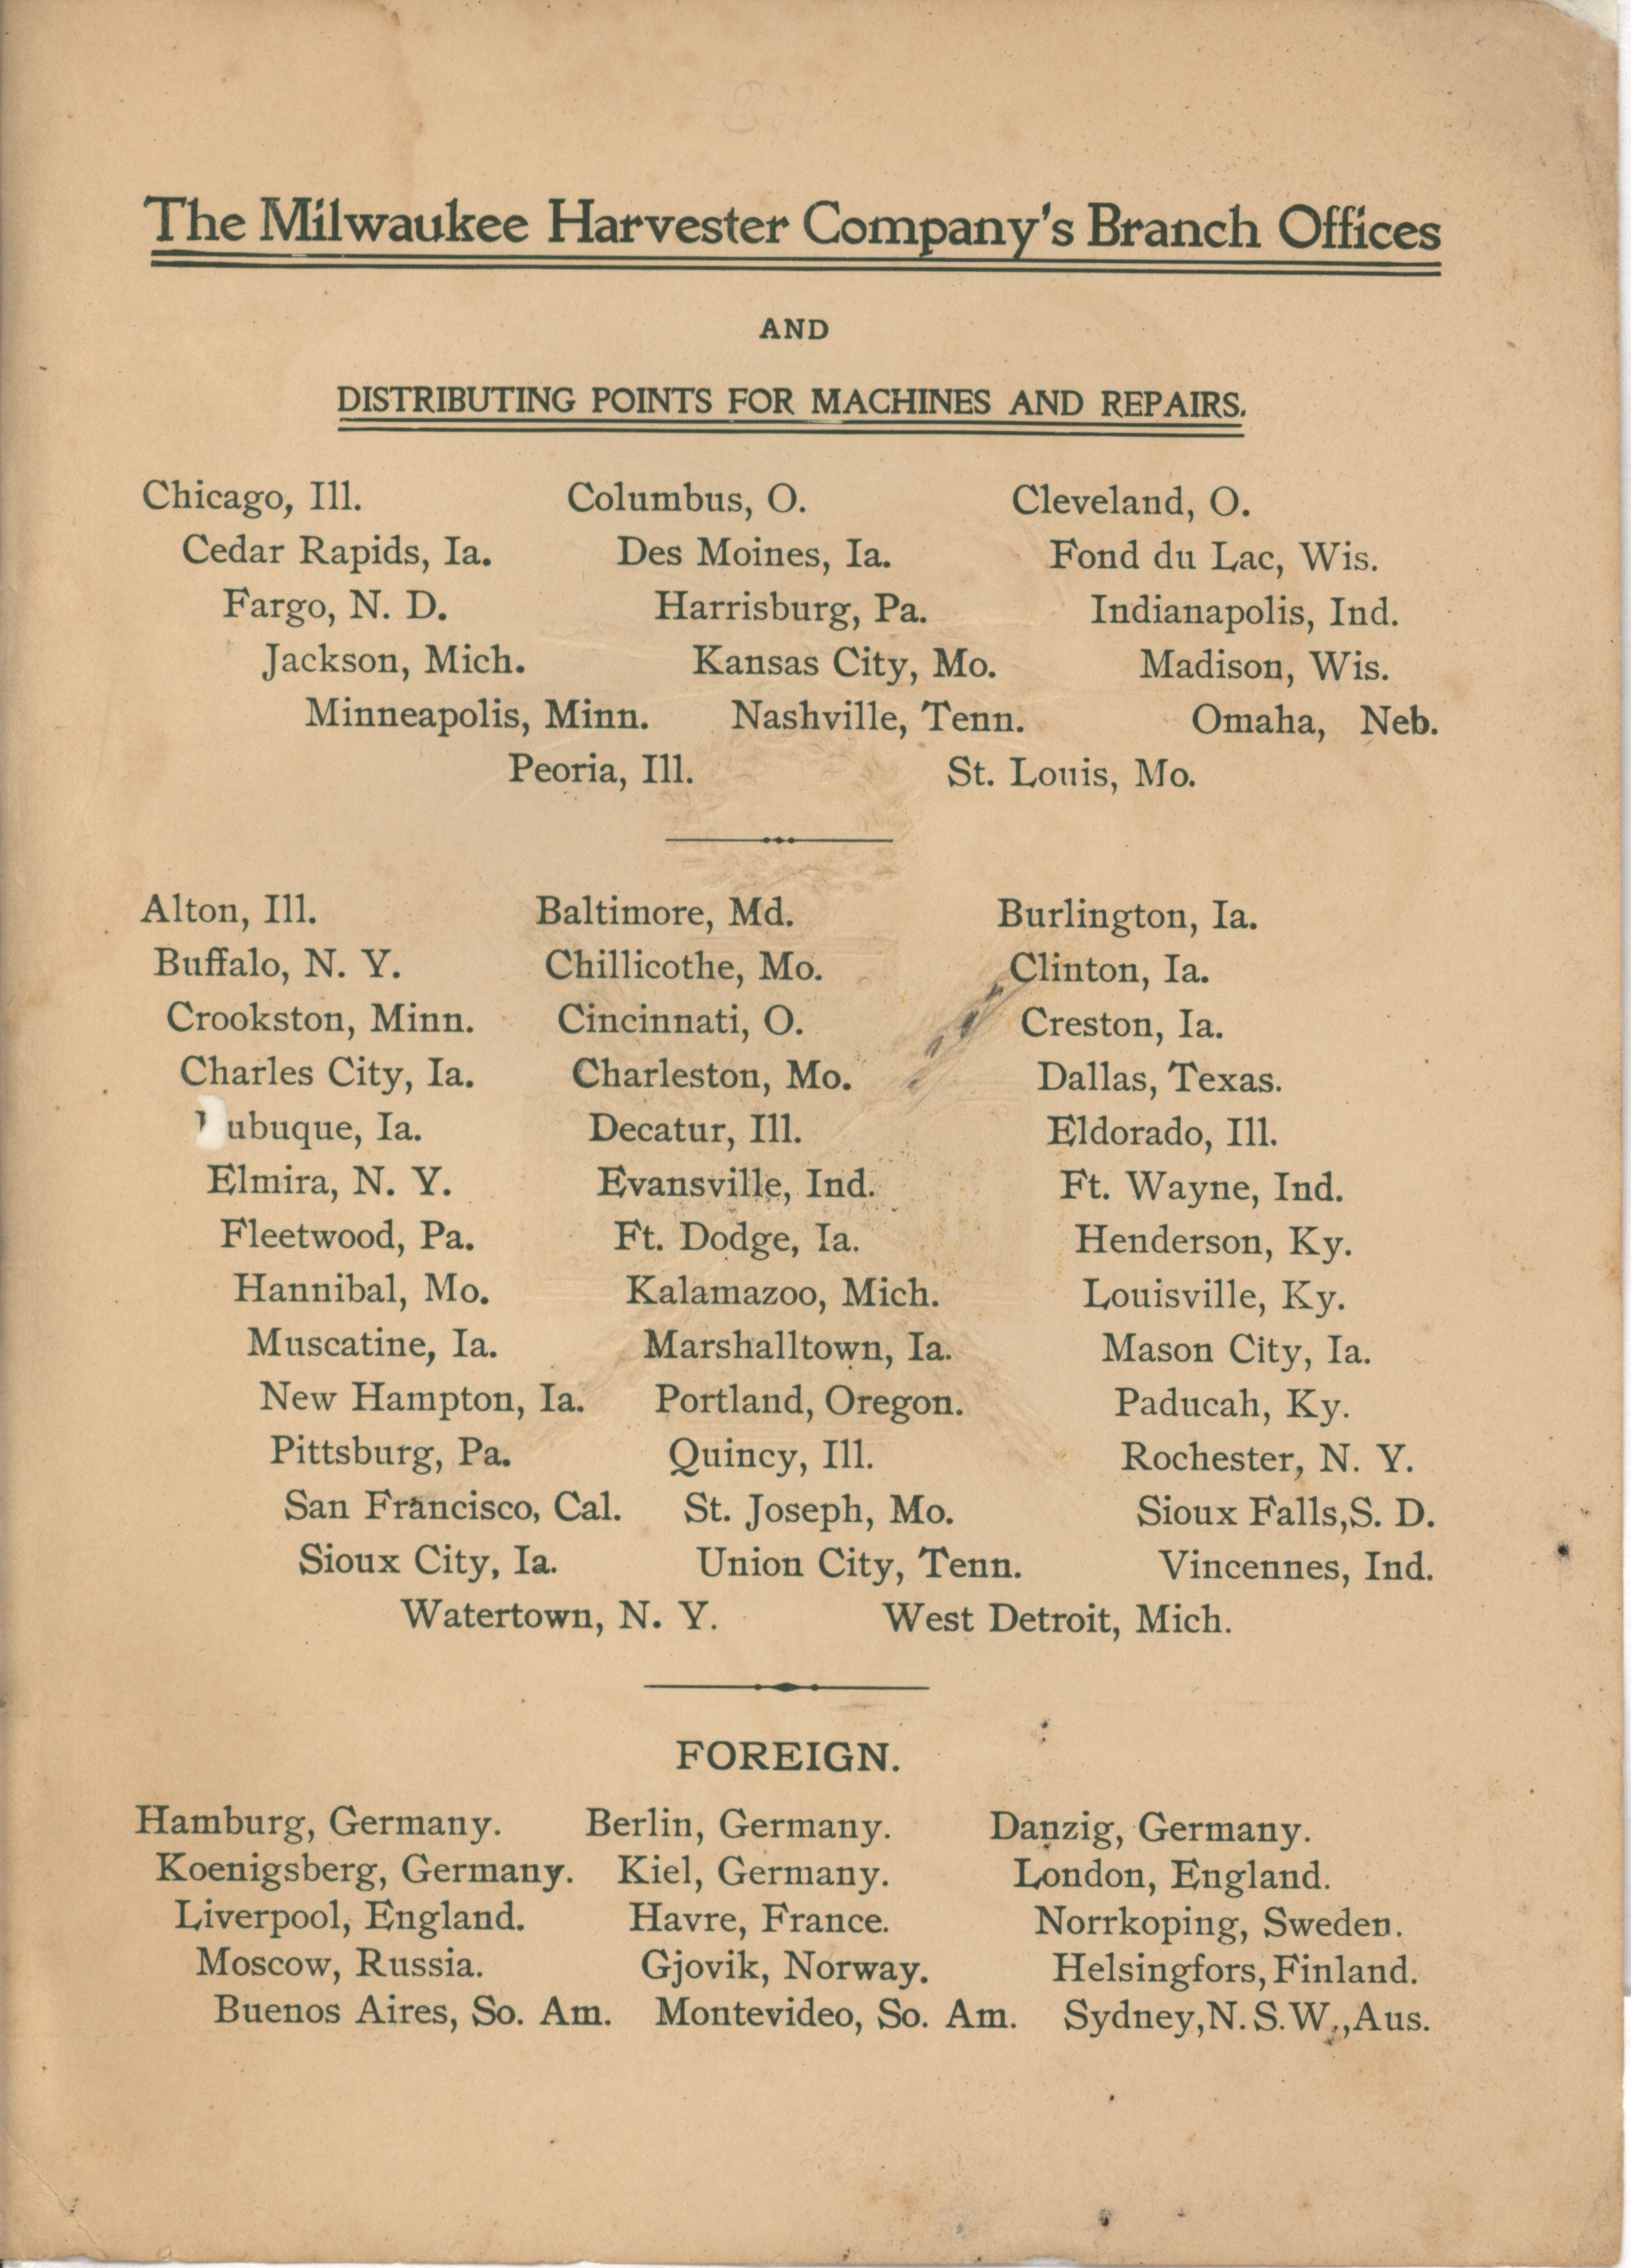 The Milwaukee Harvester Company's Branch Offices
AND
DISTRIBUTING POINTS FOR MACHINES AND REPAIRS.
Chicago, Ill. Columbus, O. Cleveland, O.
Cedar Rapids, Ia. Des Moines, Ia. Fond du Lac, Wis.
Fargo, N. D. Harrisburg, Pa. Indianapolis, Ind.
Jackson, Mich. Kansas City, Mo. Madison, Wis.
Minneapolis, Minn. Nashville, Tenn. Omaha, Neb.
Peoria, Ill. St. Louis, Mo.
Alton, Ill. Baltimore, Md. Burlington, Ia.
Buffalo, N. Y. Chillicothe, Mo. Clinton, Ia.
Crookston, Minn. Cincinnati, O. Creston, Ia.
Charles City, Ia. Charleston, Mo. Dallas, Texas.
ubuque, Ia. Decatur, Ill. Eldorado, Ill.
Elmira, N. Y. Evansville, Ind. Ft. Wayne, Ind.
Fleetwood, Pa. Ft. Dodge, Ia. Henderson, Ky.
Hannibal, Mo. Kalamazoo, Mich. Louisville, Ky.
Muscatine, Ia. Marshalltown, Ia. Mason City, Ia.
New Hampton, Ia. Portland, Oregon. Paducah, Ky.
Pittsburg, Pa. Quincy, Ill. Rochester, N. Y.
San Francisco, Cal. St. Joseph, Mo. Sioux Falls,S. D.
Sioux City, Ia. Union City, Tenn. Vincennes, Ind.
Watertown, N. Y. West Detroit, Mich.
FOREIGN.
Hamburg, Germany. Berlin, Germany. Danzig, Germany.
Koenigsberg, Germany. Kiel, Germany. London, England.
Liverpool, England. Havre, France. Norrkoping, Sweden.
Moscow, Russia. Gjovik, Norway. Helsingfors, Finland.
Buenos Aires, So. Am. Montevideo, So. Am. Sydney,N.S.W.,Aus.